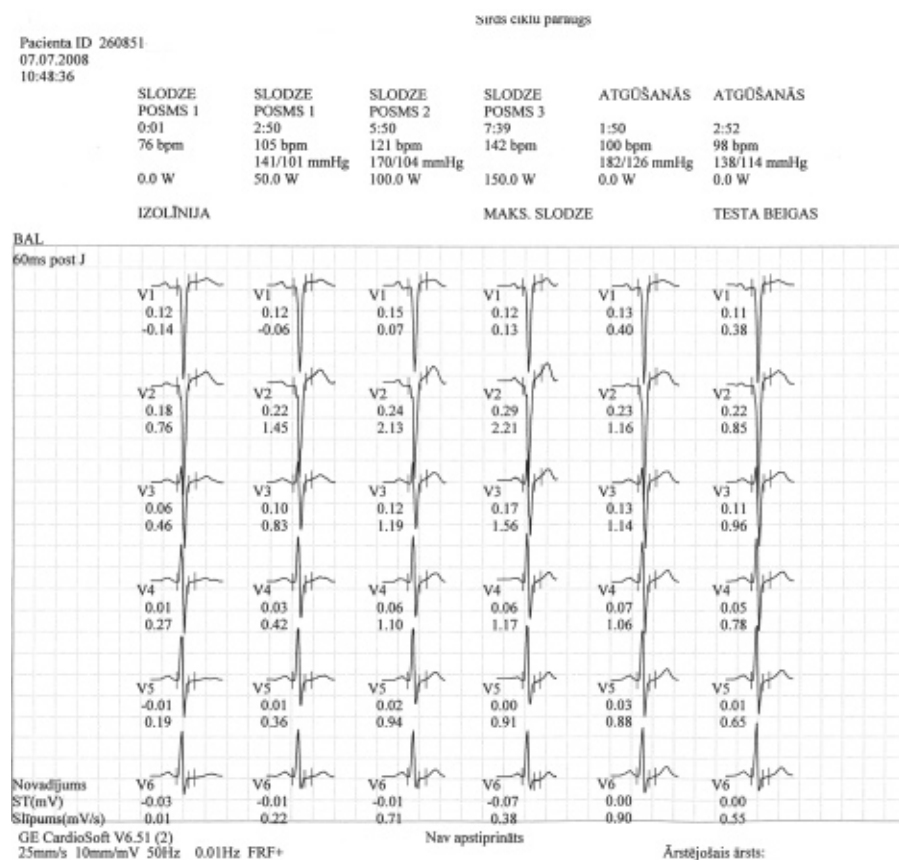 Sirds ciklu paraugs
Pacienta ID 260851
07.07.2008
10:48:36
SLODZE SLODZE SLODZE SLODZE ATGŪŠANĀS ATGŪŠANĀS
POSMS 1 POSMS 1 POSMS 2 POSMS 3
0:01 2:50 5:50 7:39 1:50 2:52
76 bpm 105 bpm 121 bpm 142 bpm 100 bpm 98 bpm
141/101 mmHg 170/104 mmHg 182/126 mmHg 138/114 mmHg
0.0 W 50.0 W 100.0 W 150.0 W 0.0 W 0.0 W
IZOLĪNIJA MAKS. SLODZE TESTA BEIGAS
BAL
60ms post J
V1 V1 V1 V1 V1 V1
0.12 0.12 0.15 0.12 0.13 0.11
-0.14 -0.06 0.07 0.13 0.40 0.38
V2 V2 V2 V2 V2 V2
0.18 0.22 0.24 0.29 0.23 0.22
0.76 1.45 2.13 2.21 1.16 0.85
V3 V3 V3 V3 V3 V3
0.06 0.10 0.12 0.17 0.13 0.11
0.46 0.83 1.19 1.56 1.14 0.96
V4 V4 V4 V4 V4 V4
0.01 0.03 0.06 0.06 0.07 0.05
0.27 0.42 1.10 1.17 1.06 0.78
V5 V5 V5 V5 V5 V5
-0.01 0.01 0.02 0.00 0.03 0.01
0.19 0.36 0.94 0.91 0.88 0.65
Novadījums V6 V6 V6 V6 V6 V6
ST(mV) -0.03 -0.01 -0.01 -0.07 0.00 0.00
Slīpums(mV/s) 0.01 0.22 0.71 0.38 0.90 0.55
GE CardioSoft V6.51 (2) Nav apstiprināts
25mm/s 10mm/mV 50Hz 0.01Hz FRF+ Ārstējošais ārsts: